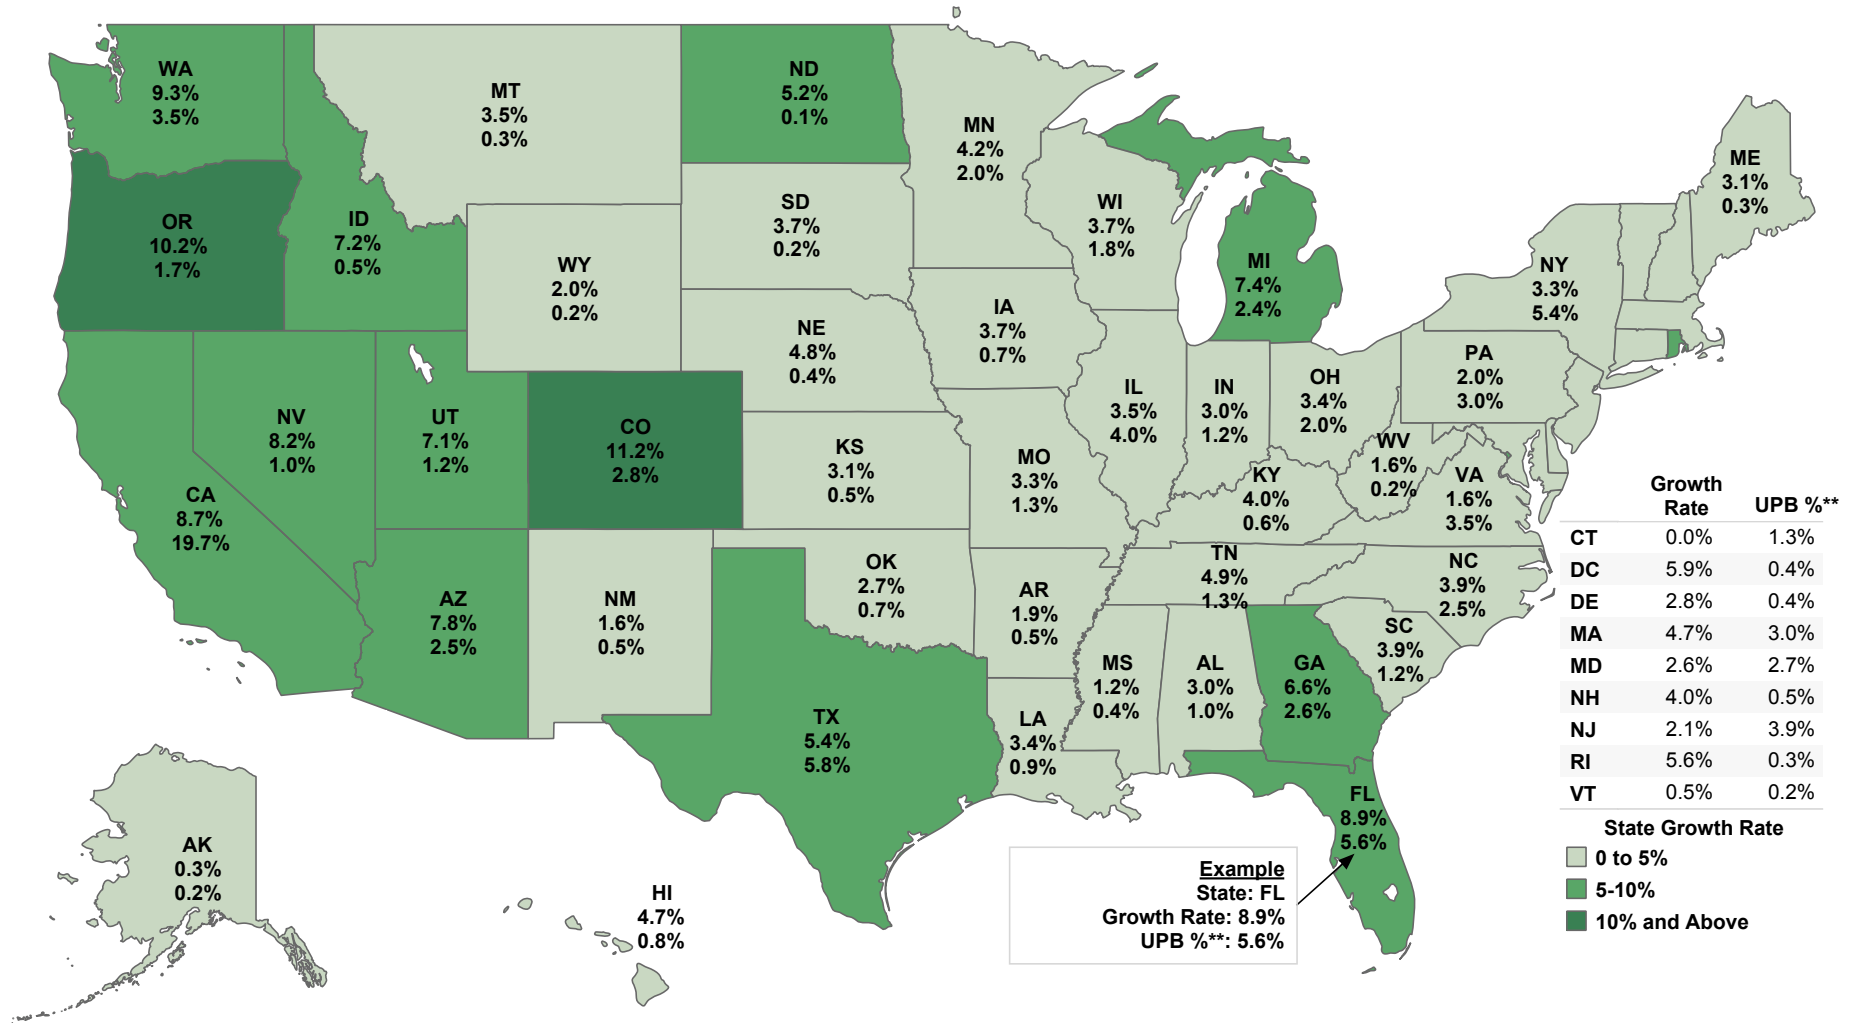 WA
9.3%
3.5%
MT
3.5%
0.3%
ND
5.2%
0.1%
MN
4.2%
2.0%
ME
3.1%
0.3%
OR
10.2%
1.7%
ID
7.2%
0.5%
SD
3.7%
0.2%
WI
3.7%
1.8%
WY
2.0%
0.2%
MI
7.4%
2.4%
NY
3.3%
5.4%
NE
4.8%
0.4%
IA
3.7%
0.7%
PA
2.0%
3.0%
NV
8.2%
1.0%
UT
7.1%
1.2%
CO
11.2%
2.8%
IL
3.5%
4.0%
IN
3.0%
1.2%
OH
3.4%
2.0%
KS
3.1%
0.5%
MO
3.3%
1.3%
WV
1.6%
0.2%
KY
4.0%
0.6%
VA
1.6%
3.5%
CA
8.7%
19.7%
AZ
7.8%
2.5%
NM
1.6%
0.5%
OK
2.7%
0.7%
AR
1.9%
0.5%
TN
4.9%
1.3%
NC
3.9%
2.5%
SC
3.9%
1.2%
MS
1.2%
0.4%
AL
3.0%
1.0%
GA
6.6%
2.6%
TX
5.4%
5.8%
LA
3.4%
0.9%
FL
8.9%
5.6%
AK
0.3%
0.2%
HI
4.7%
0.8%
Example
State: FL
Growth Rate: 8.9%
UPB %**: 5.6%
Growth
Rate UPB %**
CT 0.0% 1.3%
DC 5.9% 0.4%
DE 2.8% 0.4%
MA 4.7% 3.0%
MD 2.6% 2.7%
NH 4.0% 0.5%
NJ 2.1% 3.9%
RI 5.6% 0.3%
VT 0.5% 0.2%
State Growth Rate
0 to 5%
5-10%
10% and Above